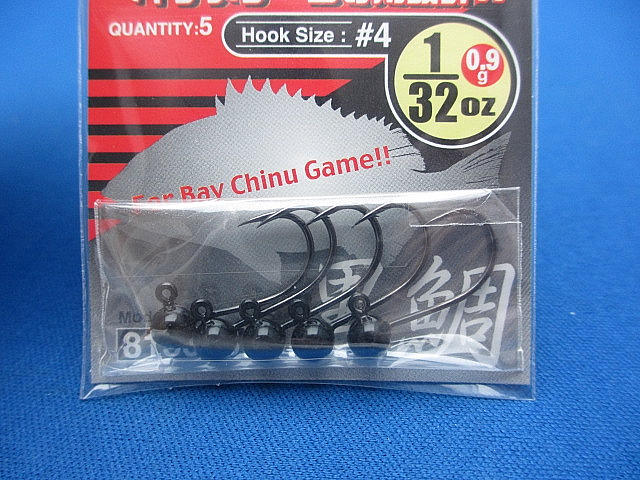 QUANTITY:5
Hook Size : #4
1/32oz
0.9g
For Bay Chinu Game!!
黒鯛